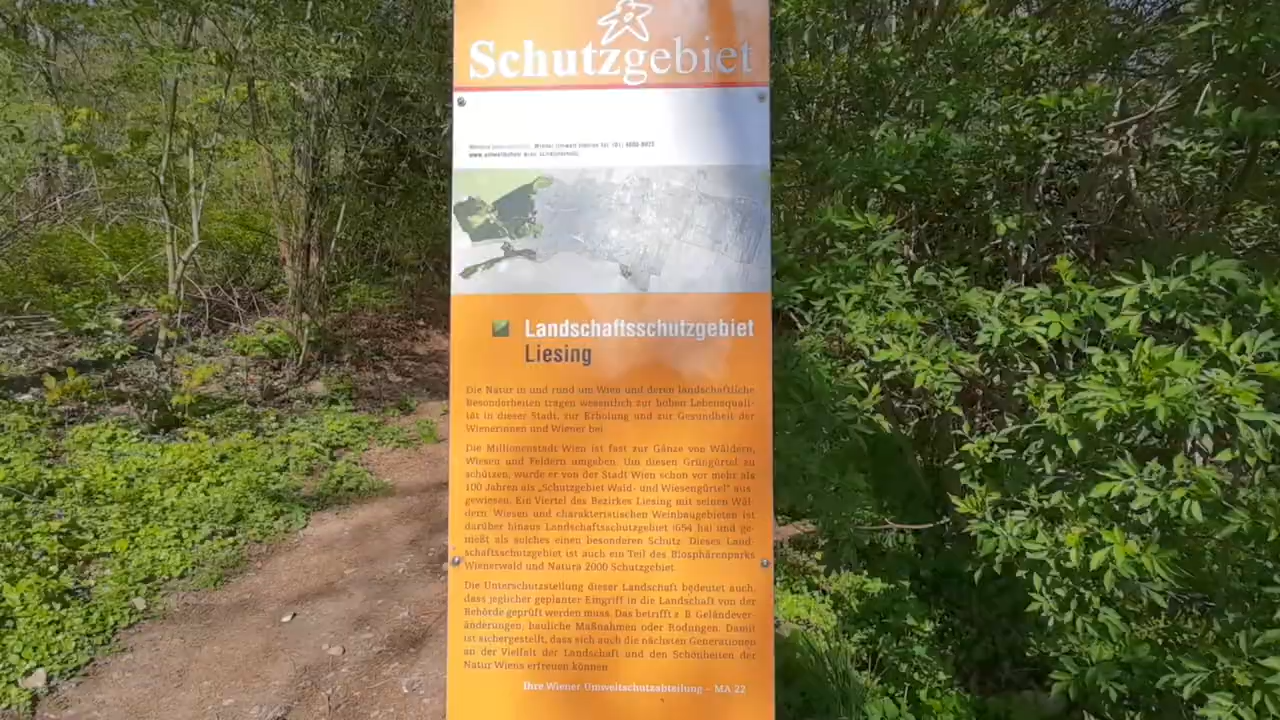 Schutzgebiet
Wiener Umwelt
Landschaftsschutzgebiet
Liesing
Die Natur in und rund um Wien und deren landschaftliche
Besonderheiten tragen wesentlich zur hohen Lebensquali-
tät in dieser Stadt, zur Erholung und zur Gesundheit der
Wienerinnen und Wiener bei.
Die Millionenstadt Wien ist fast zur Gänze von Wäldern,
Wiesen und Feldern umgeben. Um diesen Grüngürtel zu
schützen, wurde er von der Stadt Wien schon vor mehr als
100 Jahren als „Schutzgebiet Wald- und Wiesengürtel" aus-
gewiesen. Ein Viertel des Bezirkes Liesing mit seinen Wäl-
dern, Wiesen und charakteristischen Weinbaugebieten ist
darüber hinaus Landschaftsschutzgebiet (654 ha) und ge-
nießt als solches einen besonderen Schutz. Dieses Land-
schaftsschutzgebiet ist auch ein Teil des Biosphärenparks
Wienerwald und Natura 2000 Schutzgebiet.
Die Unterschutzstellung dieser Landschaft bedeutet auch,
dass jeglicher geplanter Eingriff in die Landschaft von der
Behörde geprüft werden muss. Das betrifft z. B. Geländever-
änderungen, bauliche Maßnahmen oder Rodungen. Damit
ist sichergestellt, dass sich auch die nächsten Generationen
an der Vielfalt der Landschaft und den Schönheiten der
Natur Wiens erfreuen können.
Ihre Wiener Umweltschutzabteilung – MA 22